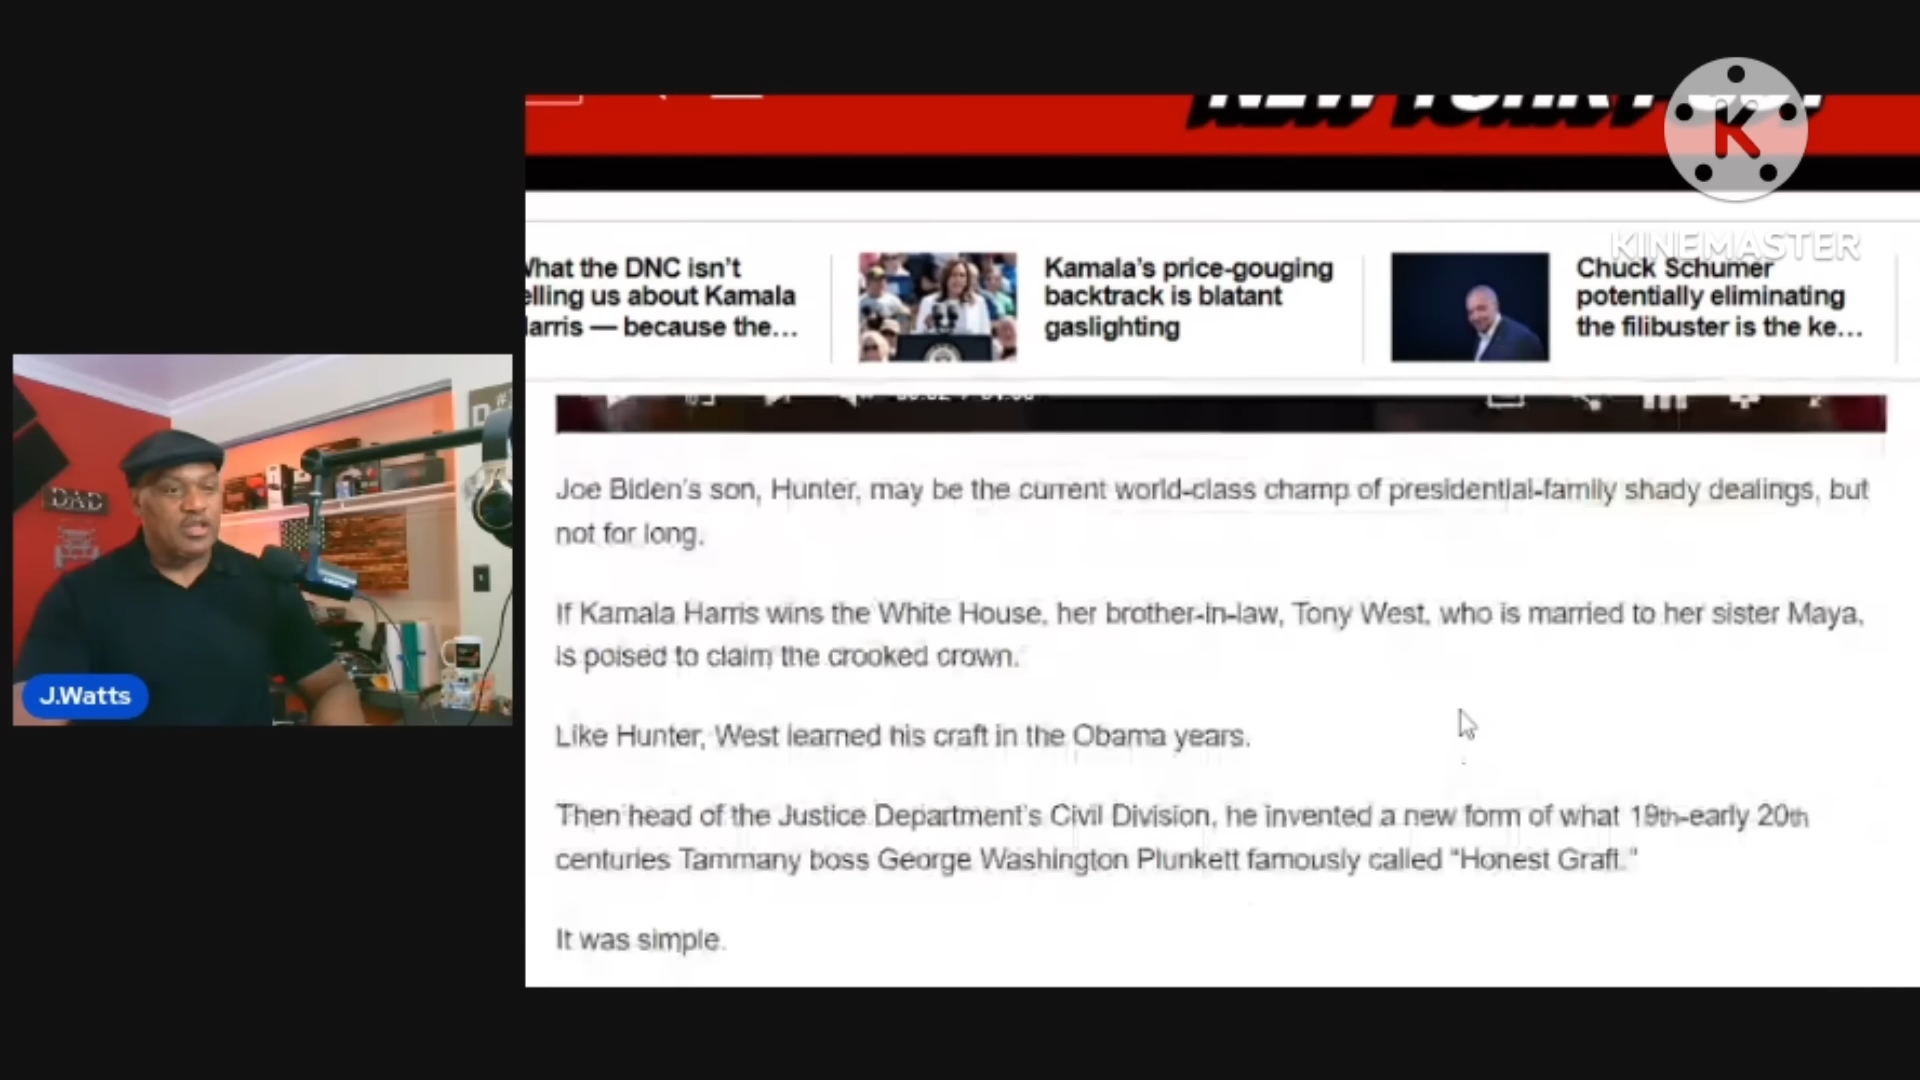 NEW YORK POST
KINEMASTER
What the DNC isn't
elling us about Kamala
Harris — because the...
Kamala's price-gouging
backtrack is blatant
gaslighting
Chuck Schumer
potentially eliminating
the filibuster is the ke...
DAD
J.Watts
Joe Biden's son, Hunter, may be the current world-class champ of presidential-family shady dealings, but
not for long.
If Kamala Harris wins the White House, her brother-in-law, Tony West, who is married to her sister Maya,
is poised to claim the crooked crown.
Like Hunter, West learned his craft in the Obama years.
Then head of the Justice Department's Civil Division, he invented a new form of what 19th-early 20th
centuries Tammany boss George Washington Plunkett famously called "Honest Graft."
It was simple.